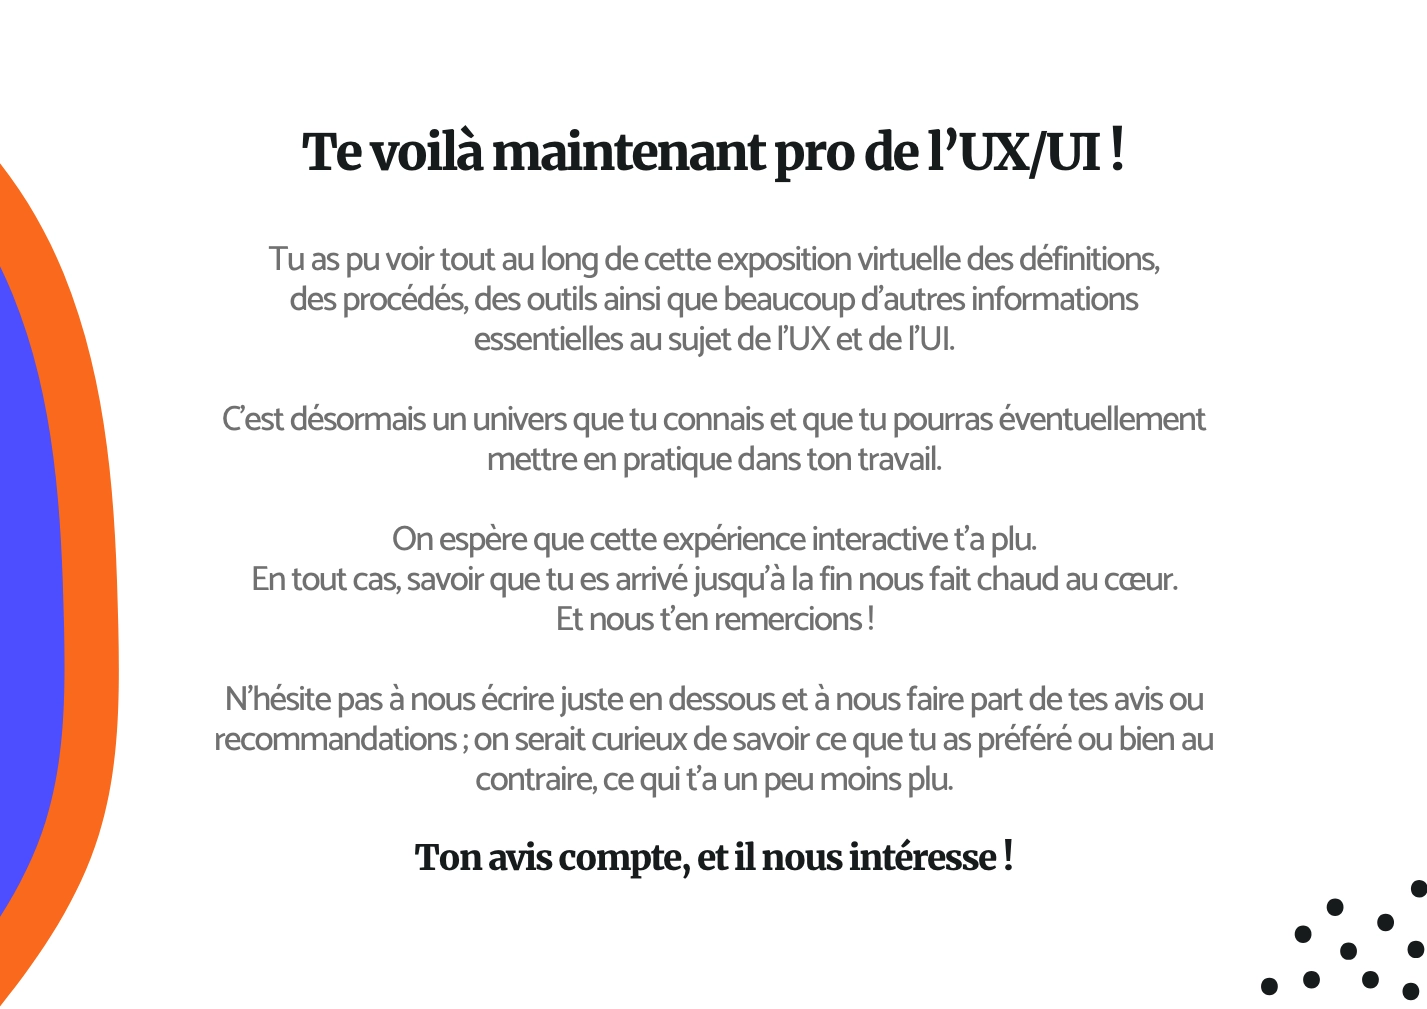 Te voilà maintenant pro de l’UX/UI !
Tu as pu voir tout au long de cette exposition virtuelle des définitions,
des procédés, des outils ainsi que beaucoup d’autres informations
essentielles au sujet de l’UX et de l’UI.
C’est désormais un univers que tu connais et que tu pourras éventuellement
mettre en pratique dans ton travail.
On espère que cette expérience interactive t’a plu.
En tout cas, savoir que tu es arrivé jusqu’à la fin nous fait chaud au cœur.
Et nous t’en remercions !
N’hésite pas à nous écrire juste en dessous et à nous faire part de tes avis ou
recommandations ; on serait curieux de savoir ce que tu as préféré ou bien au
contraire, ce qui t’a un peu moins plu.
Ton avis compte, et il nous intéresse !